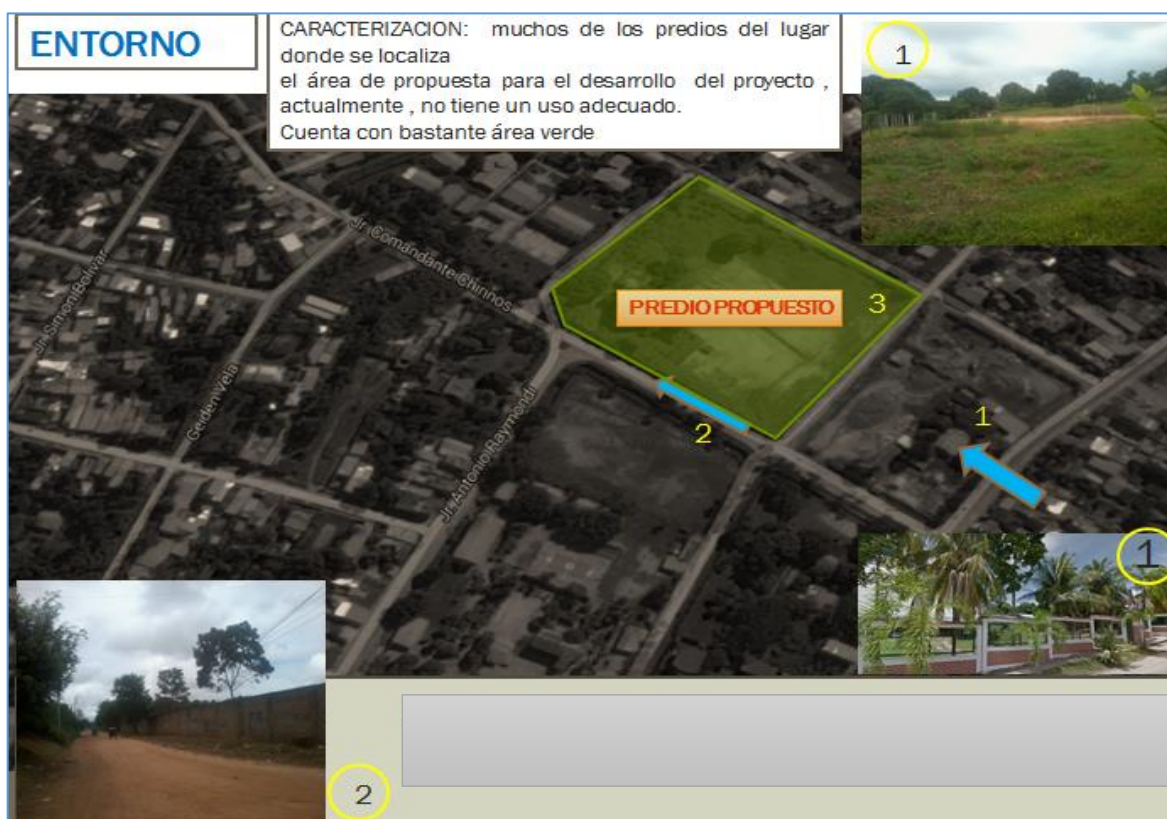 ENTORNO
CARACTERIZACION: muchos de los predios del lugar
donde se localiza
el área de propuesta para el desarrollo del proyecto ,
actualmente , no tiene un uso adecuado.
Cuenta con bastante área verde
1
Jr. Comandante Chinnos
Jr. Simon Bolivar
PREDIO PROPUESTO
3
Geiden Vela
Jr. Antonio Raymondi
2
1
1
2